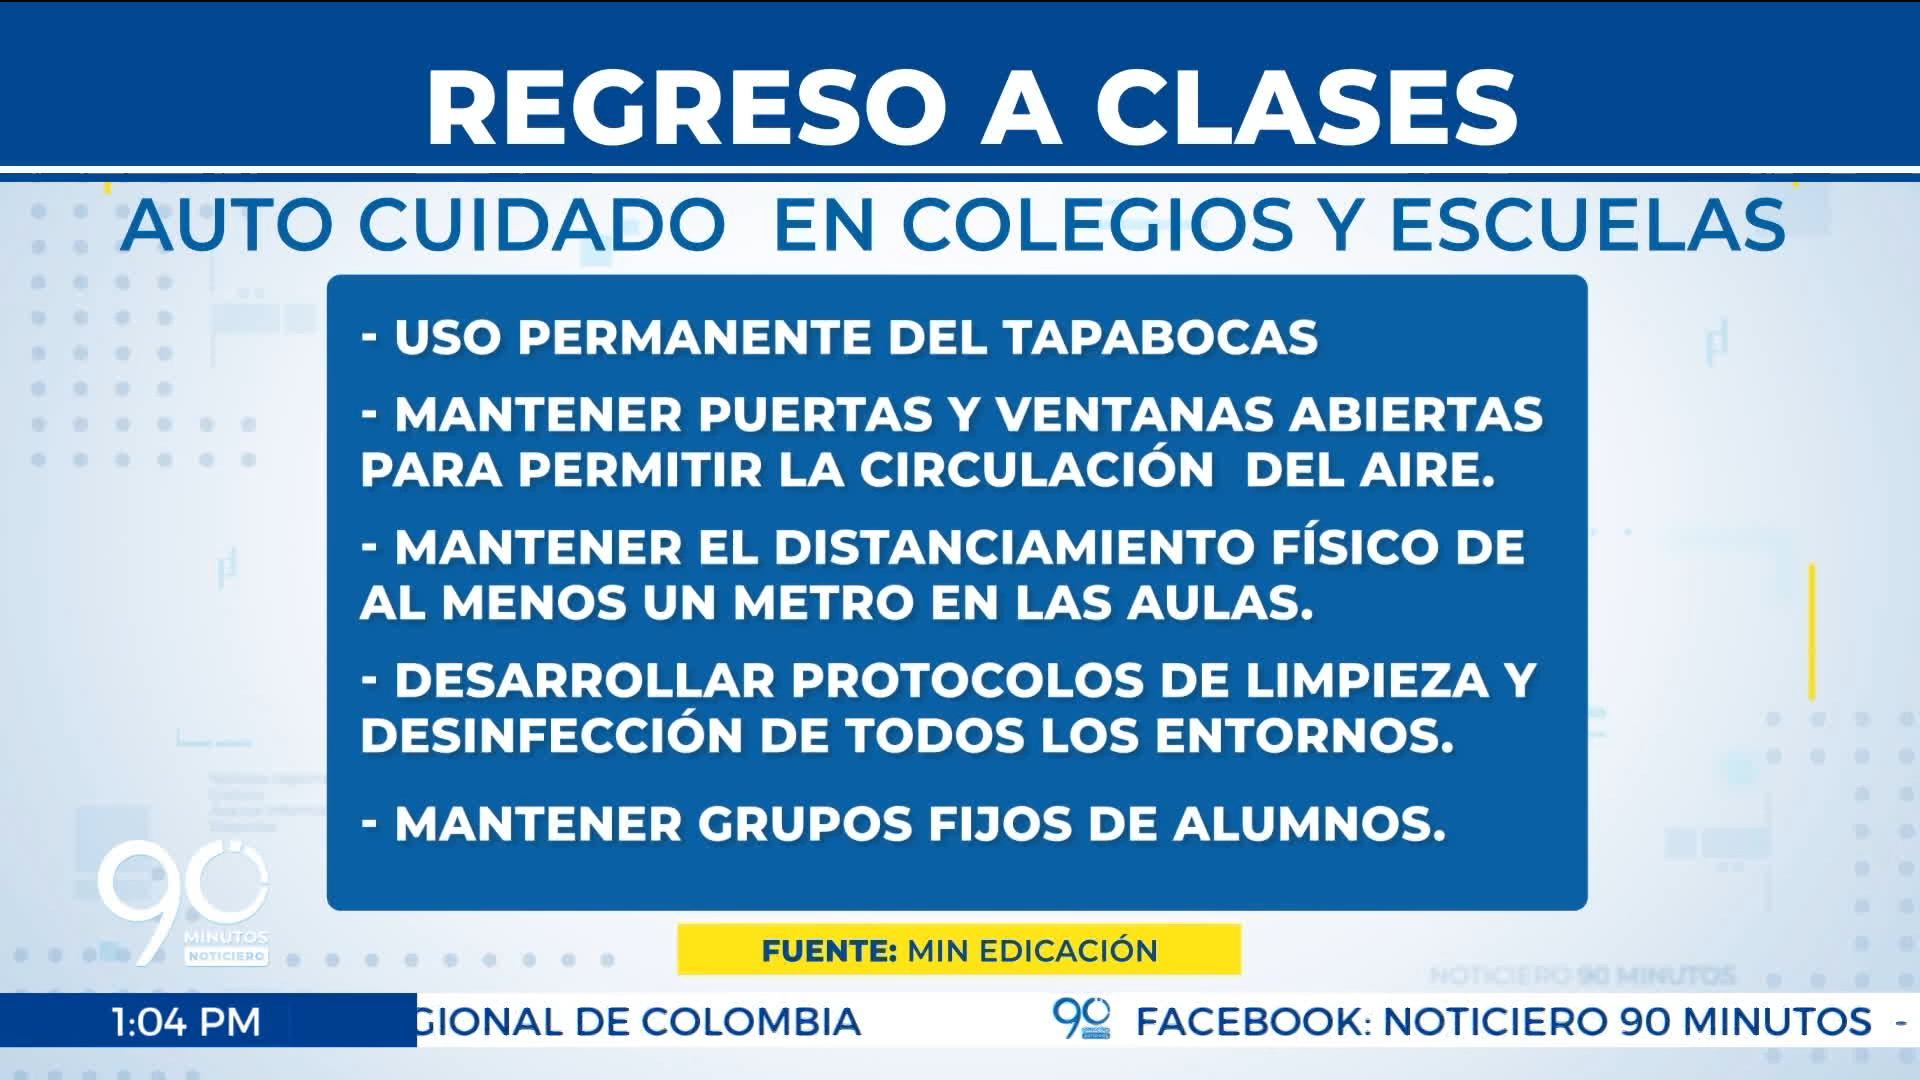 REGRESO A CLASES
AUTO CUIDADO EN COLEGIOS Y ESCUELAS
- USO PERMANENTE DEL TAPABOCAS
- MANTENER PUERTAS Y VENTANAS ABIERTAS
PARA PERMITIR LA CIRCULACIÓN DEL AIRE.
- MANTENER EL DISTANCIAMIENTO FÍSICO DE
AL MENOS UN METRO EN LAS AULAS.
- DESARROLLAR PROTOCOLOS DE LIMPIEZA Y
DESINFECCIÓN DE TODOS LOS ENTORNOS.
- MANTENER GRUPOS FIJOS DE ALUMNOS.
90
MINUTOS
NOTICIERO
FUENTE: MIN EDICACIÓN
NOTICIERO 90 MINUTOS
1:04 PM GIONAL DE COLOMBIA 90 FACEBOOK: NOTICIERO 90 MINUTOS -